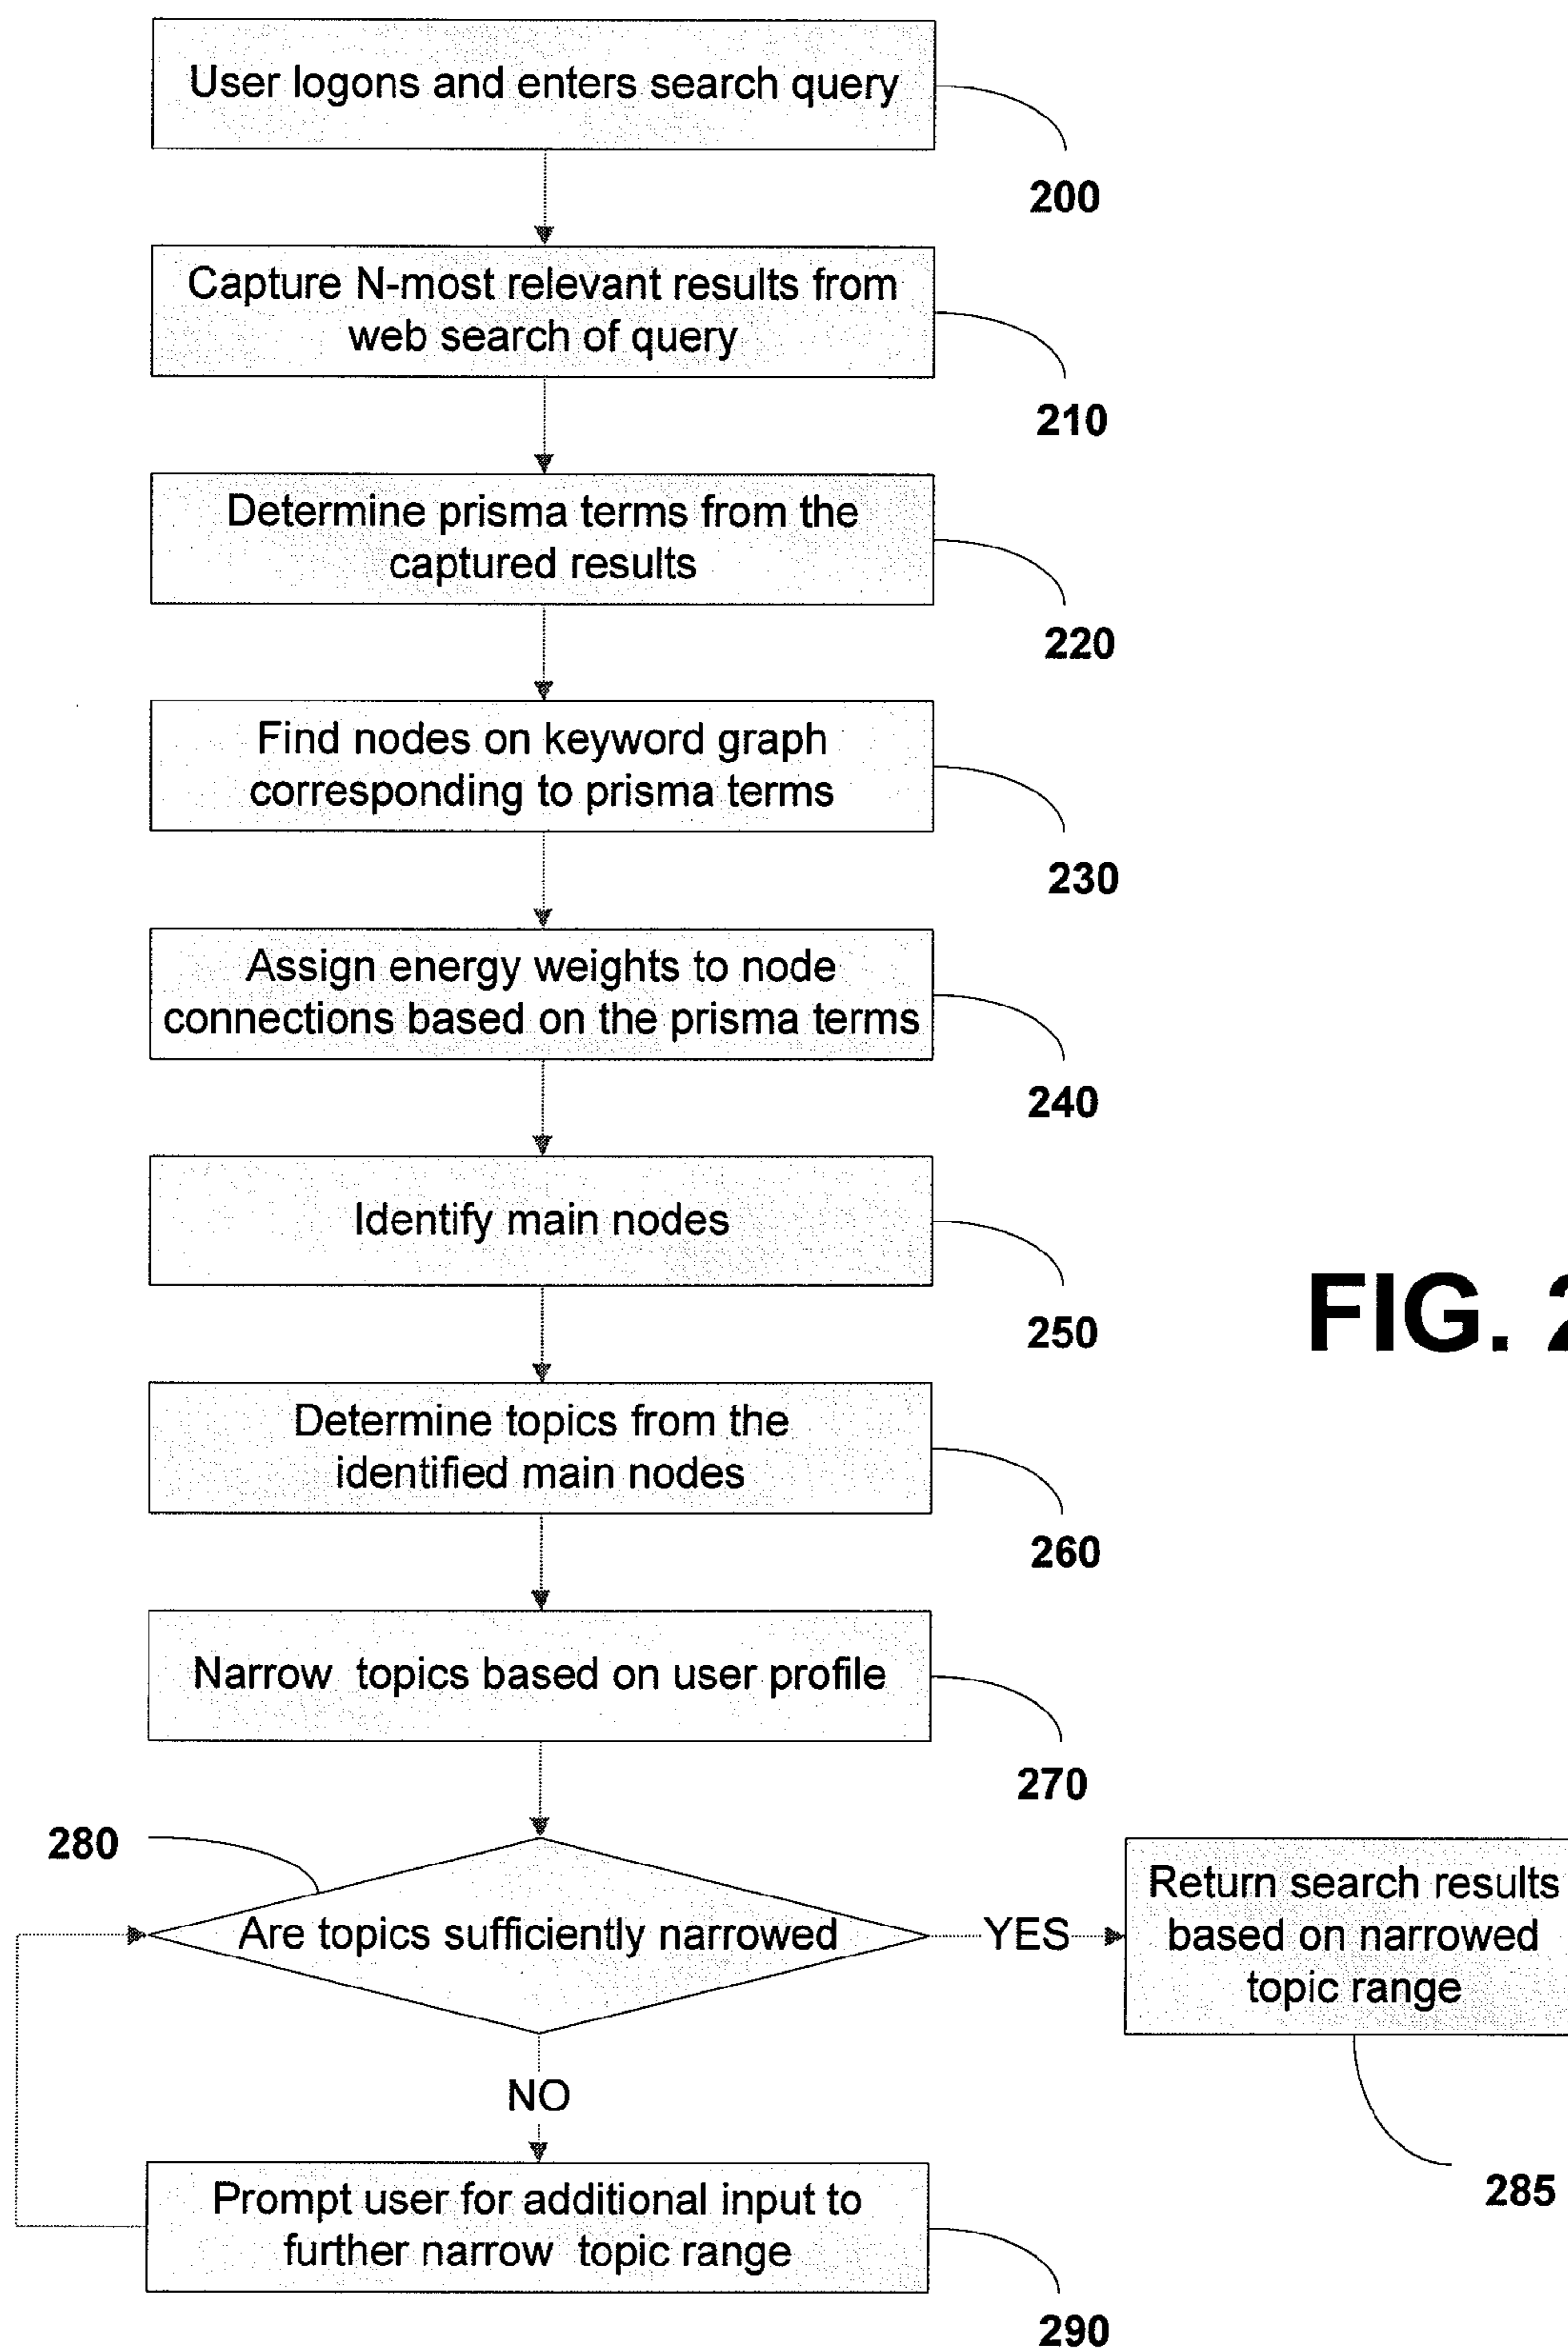 User logons and enters search query
200
Capture N-most relevant results from
web search of query
210
Determine prisma terms from the
captured results
220
Find nodes on keyword graph
corresponding to prisma terms
230
Assign energy weights to node
connections based on the prisma terms
240
Identify main nodes
250
FIG. 2
Determine topics from the
identified main nodes
260
Narrow topics based on user profile
270
280
Are topics sufficiently narrowed
YES
Return search results
based on narrowed
topic range
285
NO
Prompt user for additional input to
further narrow topic range
290